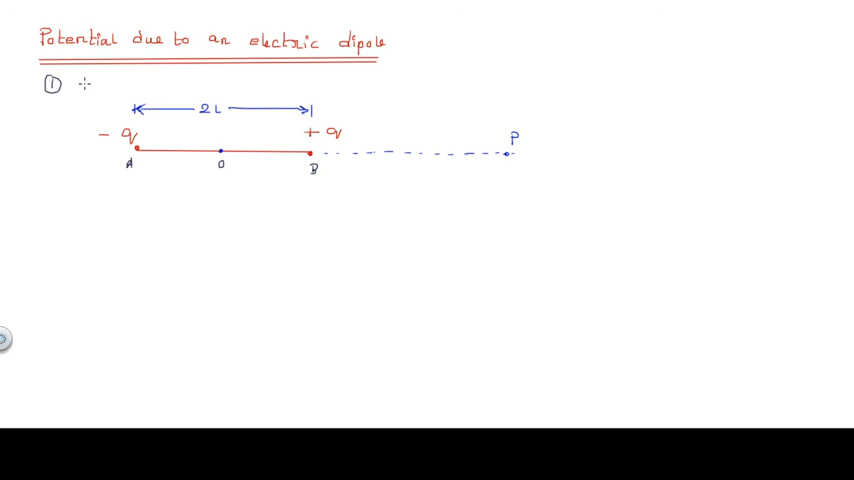 Potential due to an electric dipole
①
2L
- q + q P
A O B